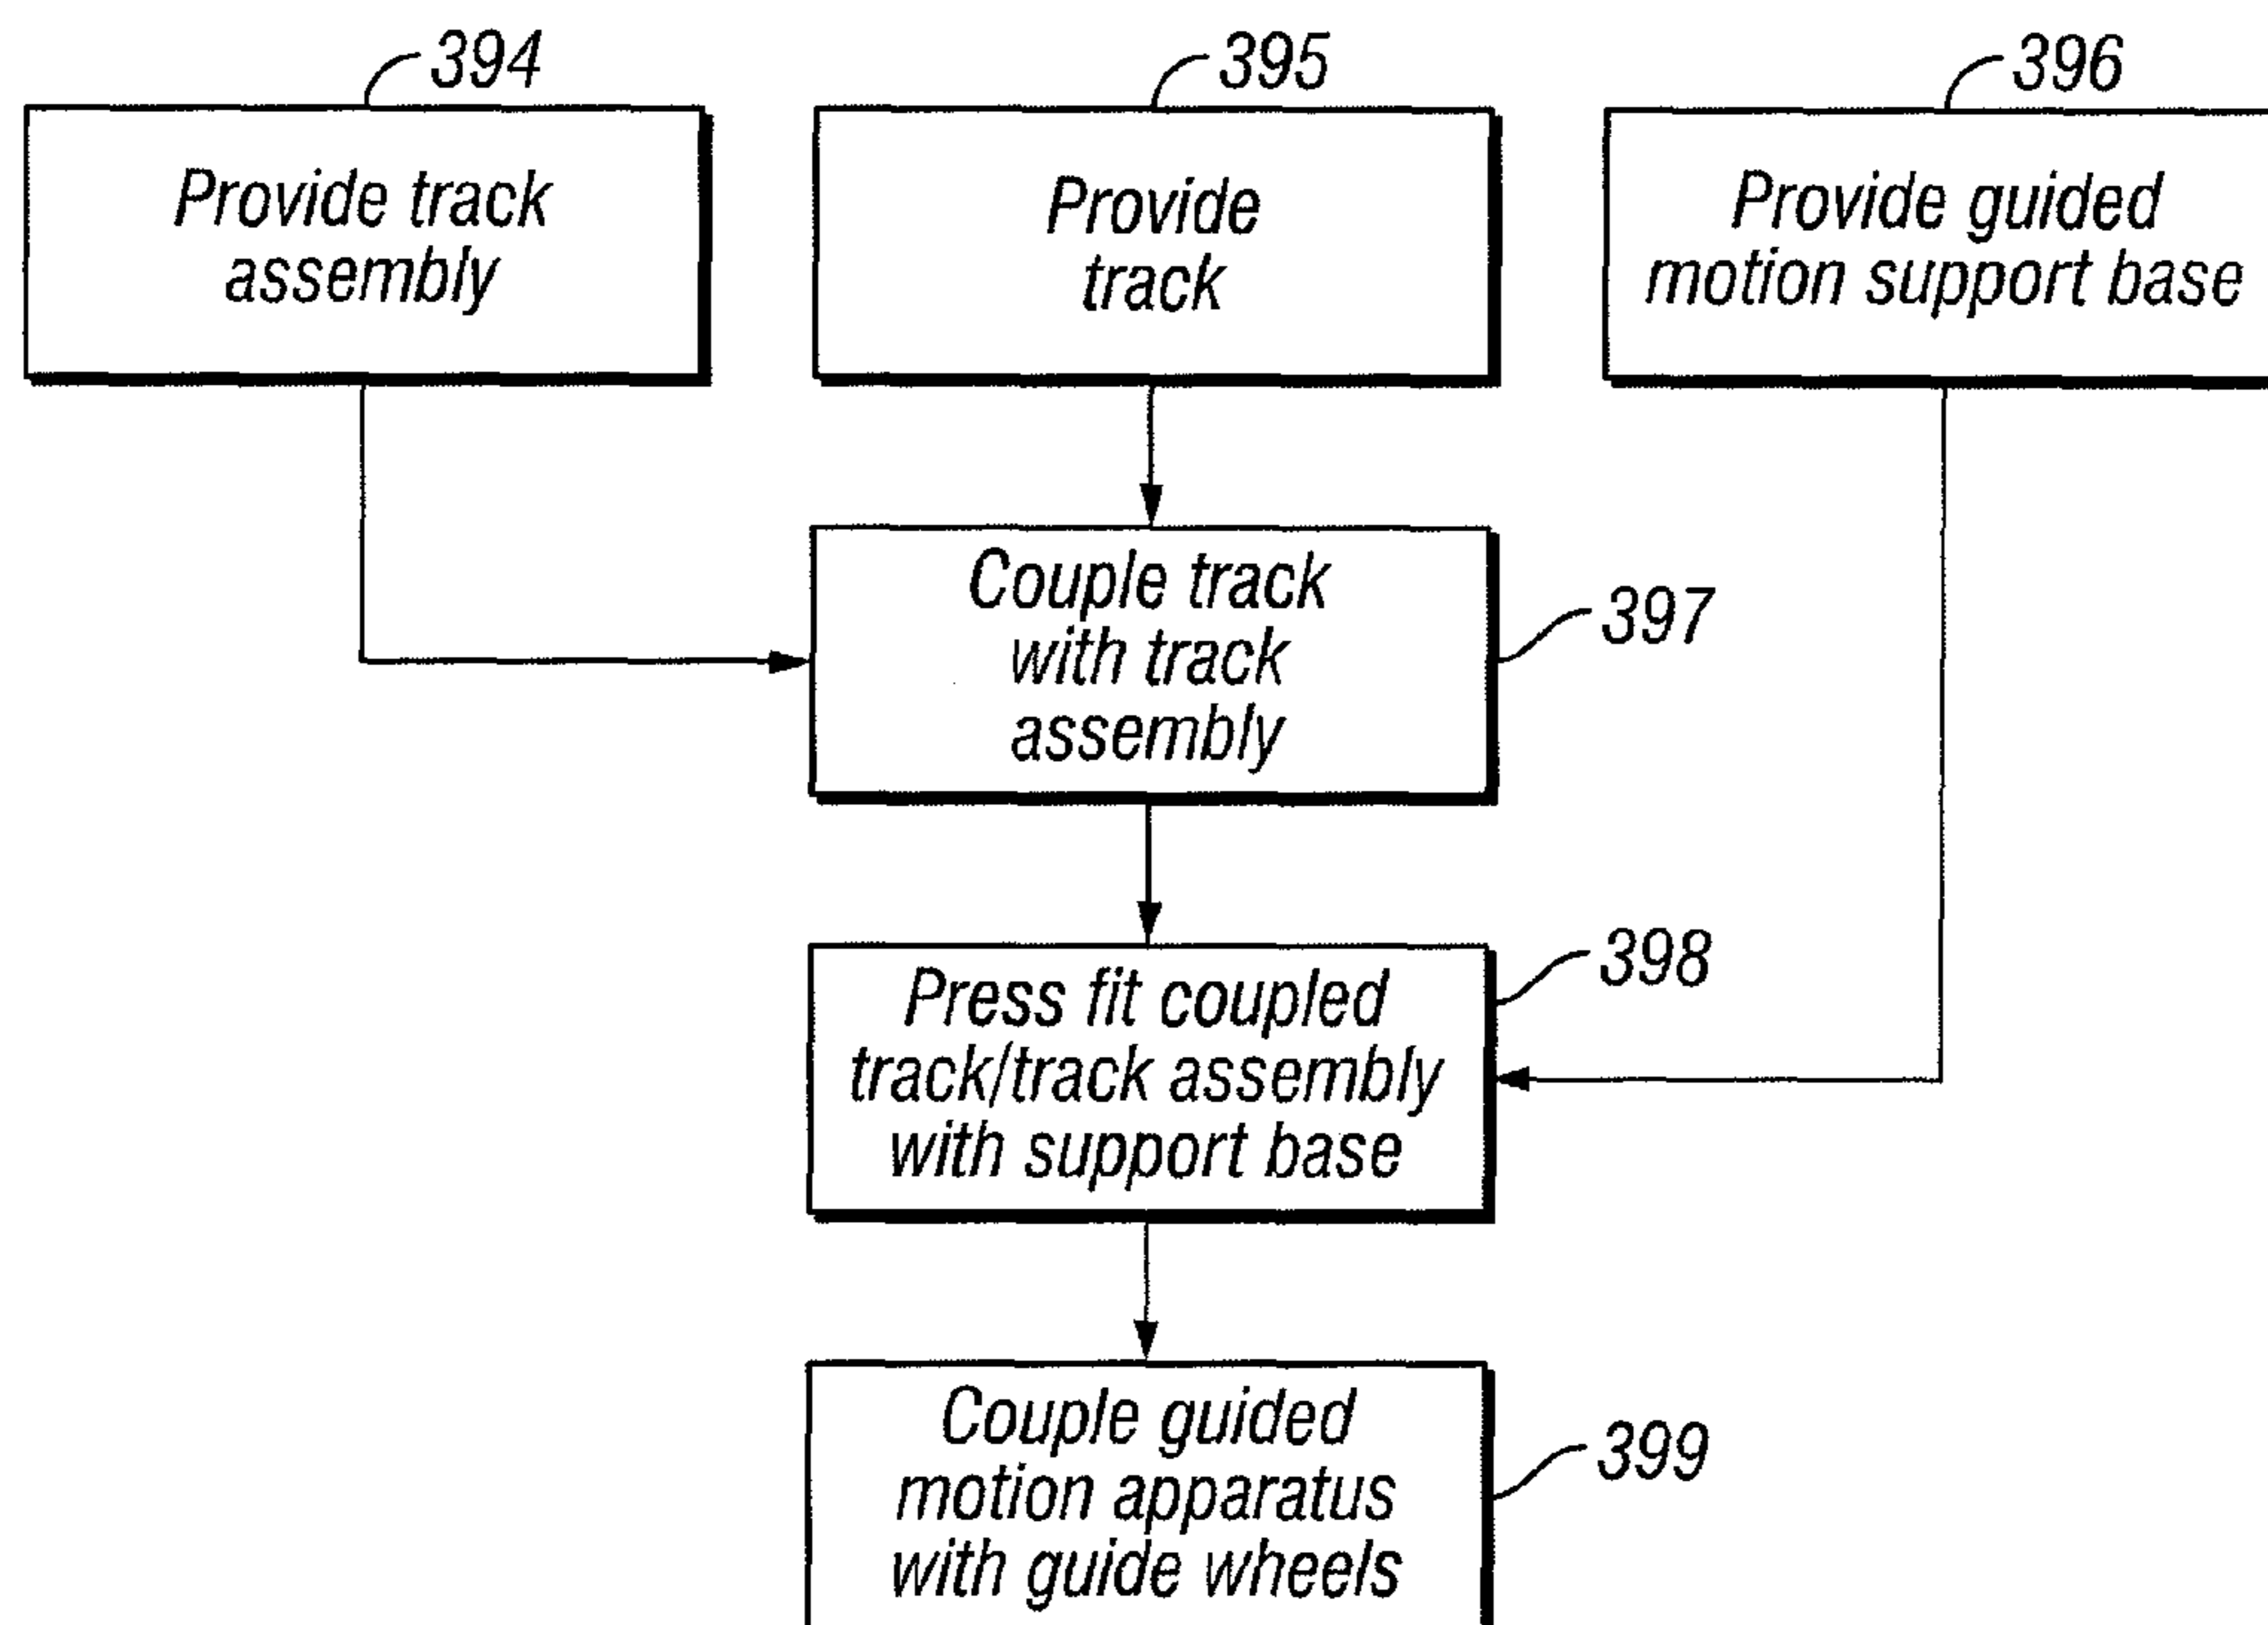 394
395
396
Provide track
assembly
Provide
track
Provide guided
motion support base
Couple track
with track
assembly
397
Press fit coupled
track/track assembly
with support base
398
Couple guided
motion apparatus
with guide wheels
399